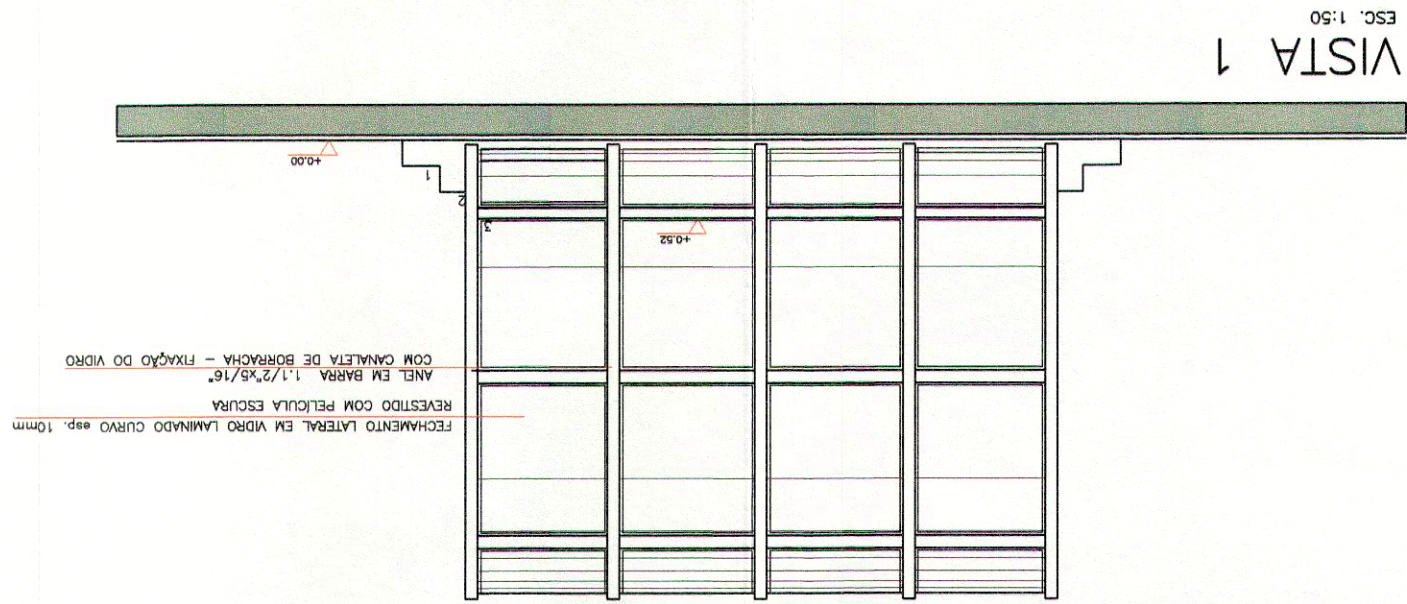 FECHAMENTO LATERAL EM VIDRO LAMINADO CURVO esp. 10mm
REVESTIDO COM PELÍCULA ESCURA
ANEL EM BARRA 1.1/2"x5/16"
COM CANALETA DE BORRACHA – FIXAÇÃO DO VIDRO
+0.52
3
2
1
+0.00
VISTA 1
ESC. 1:50